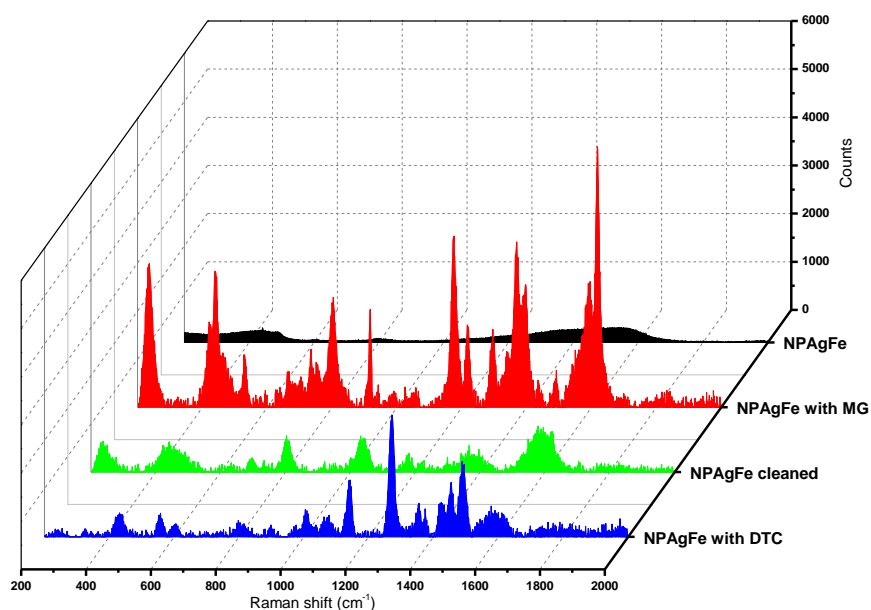 6000
5000
4000
3000
2000
1000
0
Counts
NPAgFe
NPAgFe with MG
NPAgFe cleaned
NPAgFe with DTC
200 400 600 800 1000 1200 1400 1600 1800 2000
Raman shift (cm⁻¹)